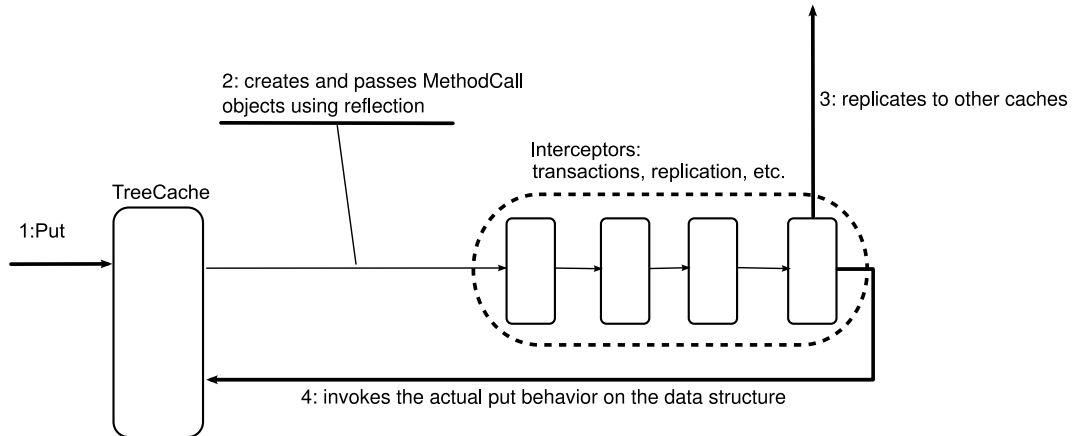 2: creates and passes MethodCall
objects using reflection
3: replicates to other caches
Interceptors:
transactions, replication, etc.
TreeCache
1:Put
4: invokes the actual put behavior on the data structure